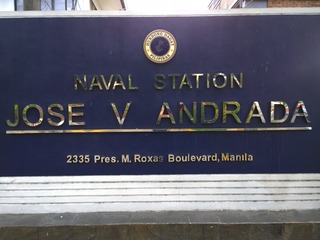 NAVAL STATION
JOSE V ANDRADA
2335 Pres. M. Roxas Boulevard, Manila